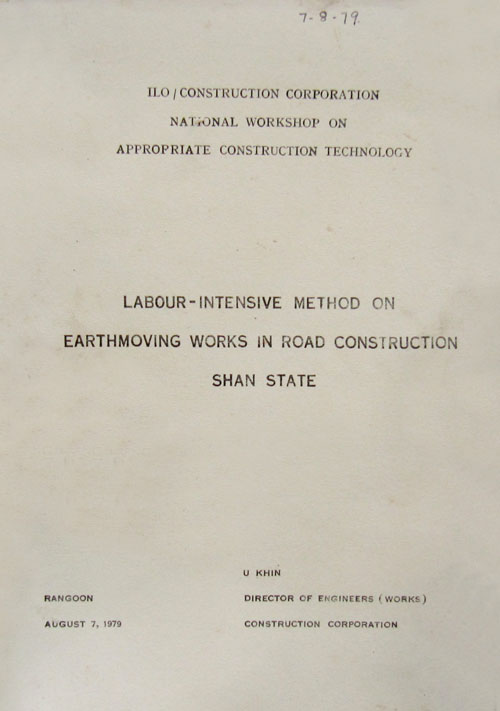 7-8-79.
ILO/CONSTRUCTION CORPORATION
NATIONAL WORKSHOP ON
APPROPRIATE CONSTRUCTION TECHNOLOGY
LABOUR-INTENSIVE METHOD ON
EARTHMOVING WORKS IN ROAD CONSTRUCTION
SHAN STATE
U KHIN
RANGOON DIRECTOR OF ENGINEERS (WORKS)
AUGUST 7, 1979 CONSTRUCTION CORPORATION